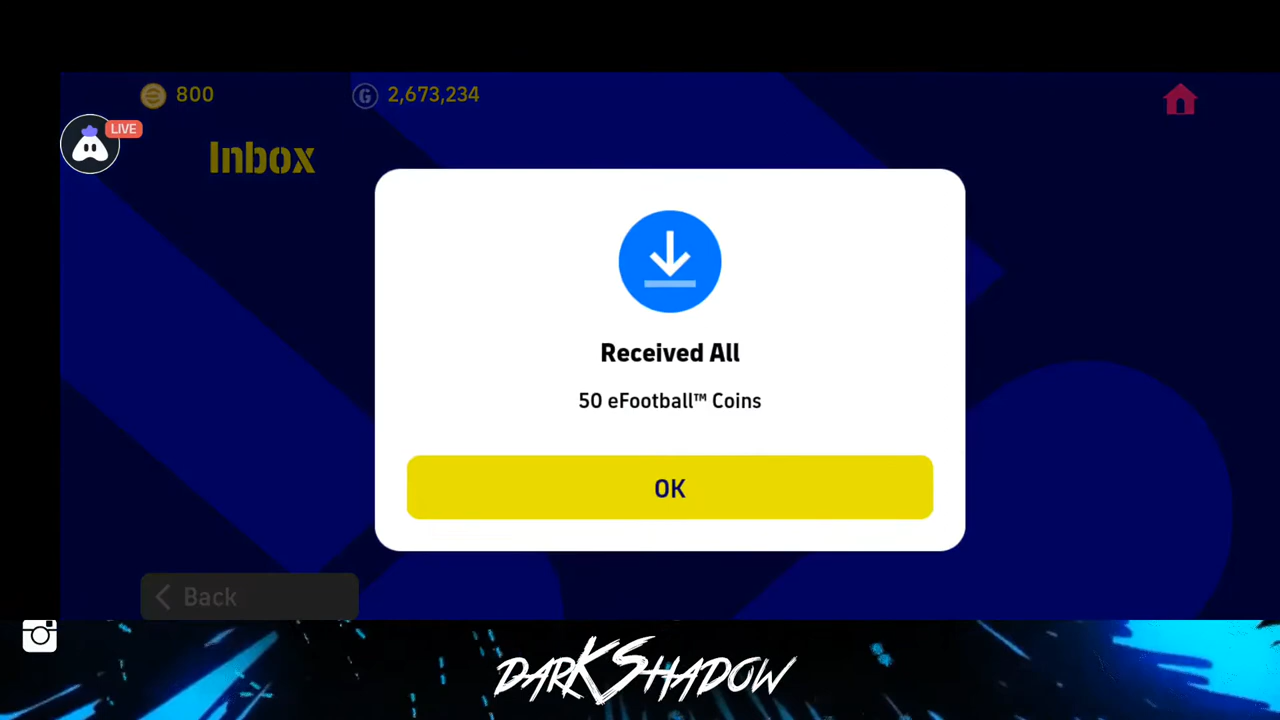 800
2,673,234
LIVE
Inbox
Received All
50 eFootball™ Coins
OK
Back
DARKSHADOW